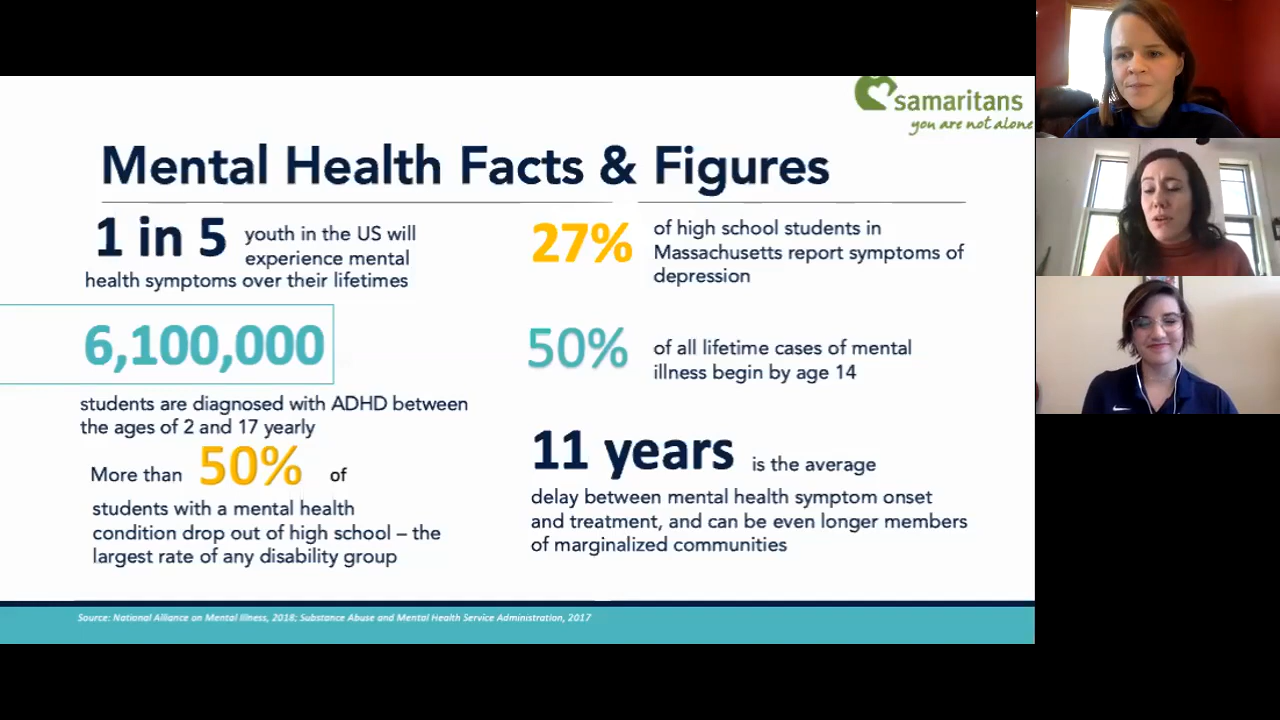 samaritans
you are not alone
Mental Health Facts & Figures
1 in 5 youth in the US will
experience mental
health symptoms over their lifetimes
6,100,000
students are diagnosed with ADHD between
the ages of 2 and 17 yearly
More than 50% of
students with a mental health
condition drop out of high school – the
largest rate of any disability group
27% of high school students in
Massachusetts report symptoms of
depression
50% of all lifetime cases of mental
illness begin by age 14
11 years is the average
delay between mental health symptom onset
and treatment, and can be even longer members
of marginalized communities
Source: National Alliance on Mental Illness, 2018; Substance Abuse and Mental Health Service Administration, 2017